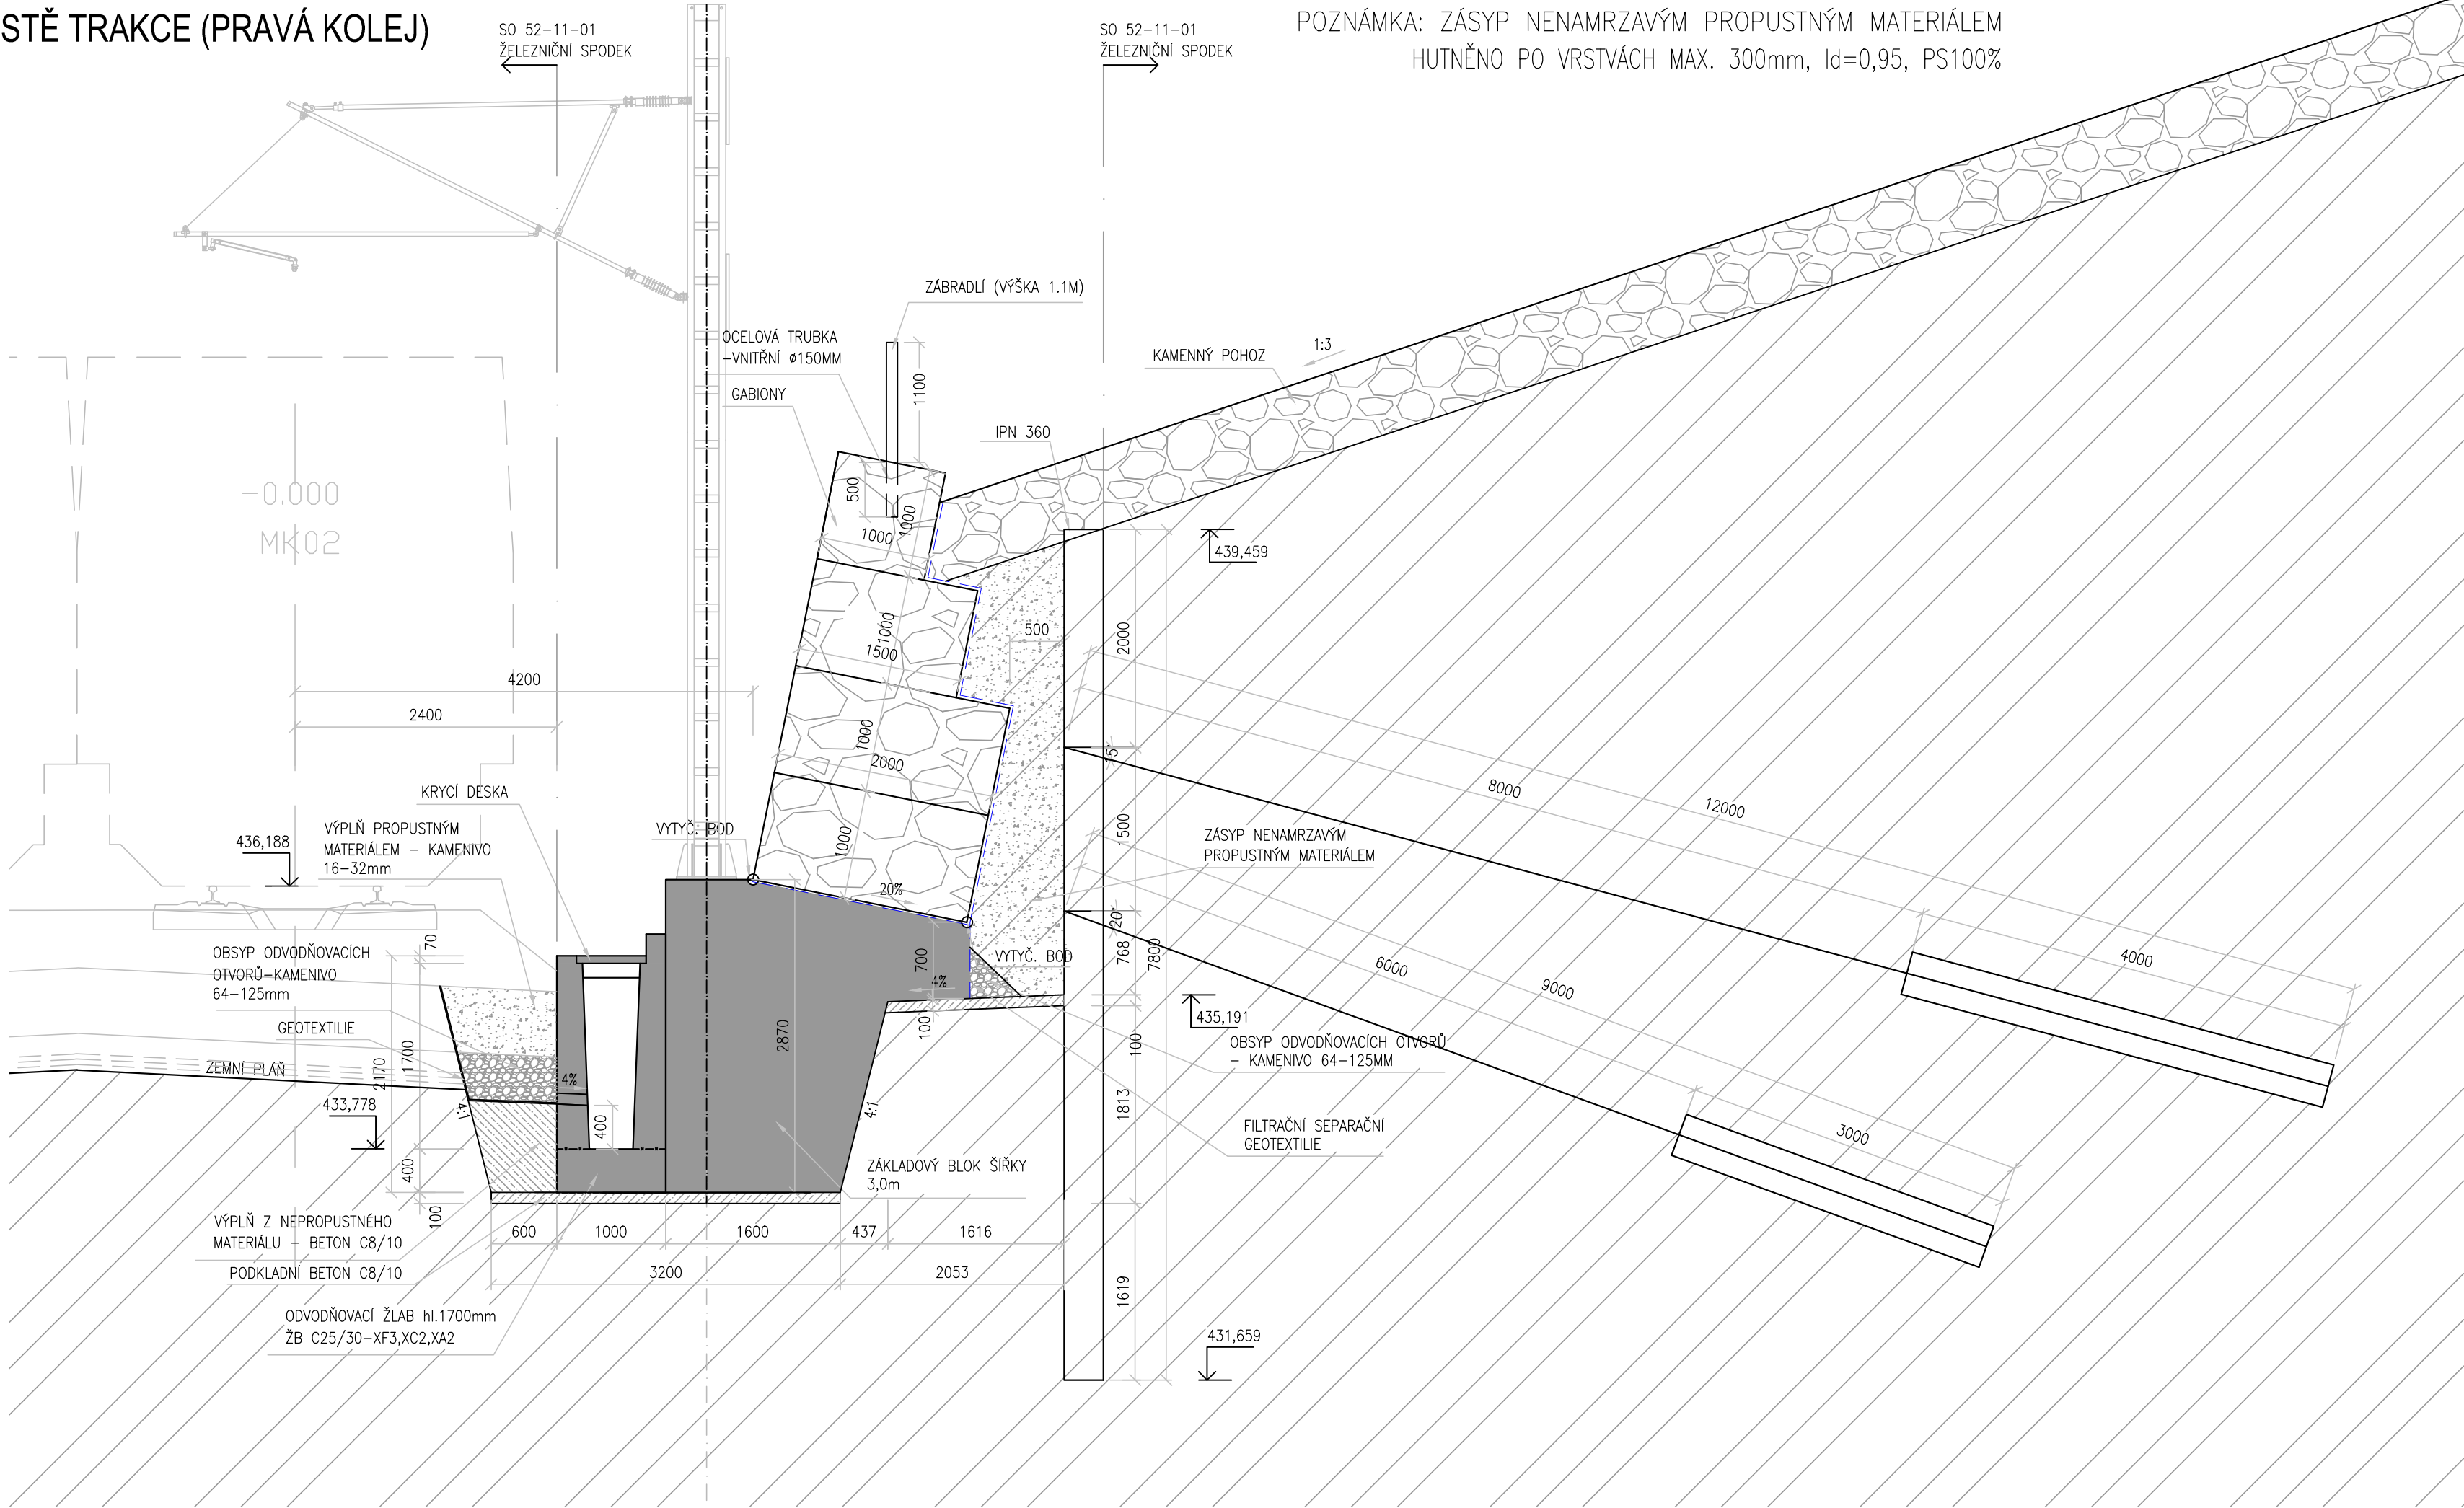 STĚ TRAKCE (PRAVÁ KOLEJ)
SO 52-11-01
ŽELEZNIČNÍ SPODEK
SO 52-11-01
ŽELEZNIČNÍ SPODEK
POZNÁMKA: ZÁSYP NENAMRZAVÝM PROPUSTNÝM MATERIÁLEM
HUTNĚNO PO VRSTVÁCH MAX. 300mm, Id=0,95, PS100%
ZÁBRADLÍ (VÝŠKA 1.1M)
OCELOVÁ TRUBKA
-VNITŘNÍ ø150MM
GABIONY
1100
KAMENNÝ POHOZ
1:3
IPN 360
-0.000
MK02
500
1000
1000
439,459
1000
1500
500
2000
4200
2400
1000
2000
15°
8000
12000
KRYCÍ DESKA
VÝPLŇ PROPUSTNÝM
MATERIÁLEM - KAMENIVO
16-32mm
436,188
VYTYČ. BOD
1000
20%
1500
ZÁSYP NENAMRZAVÝM
PROPUSTNÝM MATERIÁLEM
20°
768
7800
70
OBSYP ODVODŇOVACÍCH
OTVORŮ-KAMENIVO
64-125mm
GEOTEXTILIE
ZEMNÍ PLÁŇ
700
VYTYČ. BOD
4%
6000
9000
4000
435,191
100
2870
100
OBSYP ODVODŇOVACÍCH OTVORŮ
- KAMENIVO 64-125MM
1700
2170
4%
433,778
4:1
400
4:1
1813
3000
FILTRAČNÍ SEPARAČNÍ
GEOTEXTILIE
400
ZÁKLADOVÝ BLOK ŠÍŘKY
3,0m
100
VÝPLŇ Z NEPROPUSTNÉHO
MATERIÁLU - BETON C8/10
PODKLADNÍ BETON C8/10
600
1000
1600
437
1616
3200
2053
1619
ODVODŇOVACÍ ŽLAB hl.1700mm
ŽB C25/30-XF3,XC2,XA2
431,659